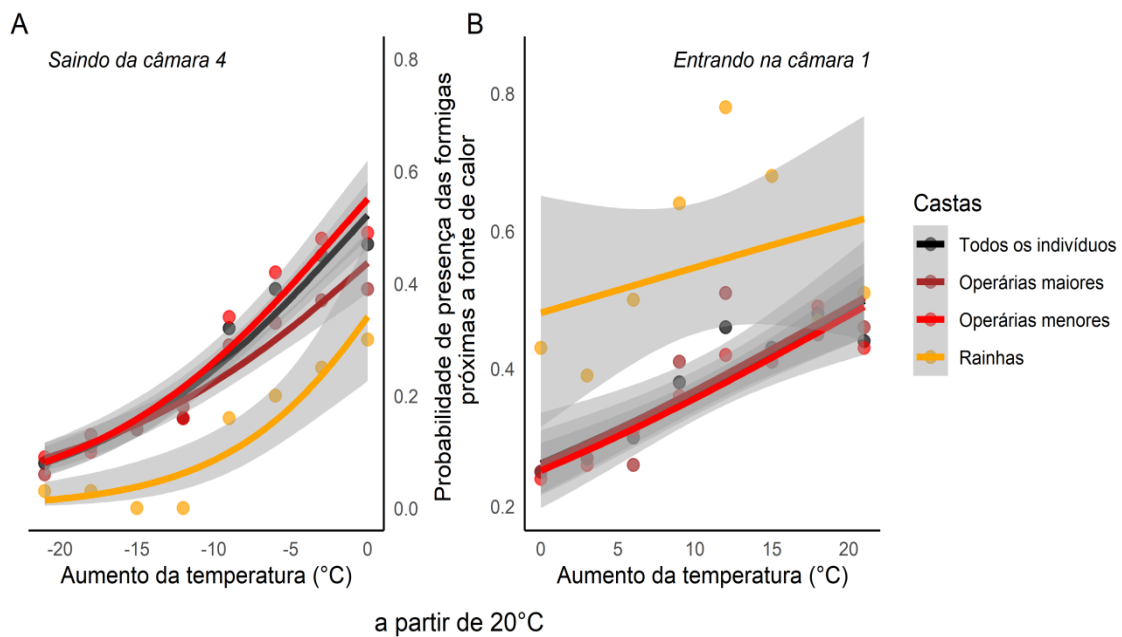 A
Saindo da câmara 4
0.8
0.6
0.4
0.2
0.0
-20 -15 -10 -5 0
Aumento da temperatura (°C)
Probabilidade de presença das formigas
próximas a fonte de calor
B
Entrando na câmara 1
0.8
0.6
0.4
0.2
0 5 10 15 20
Aumento da temperatura (°C)
a partir de 20°C
Castas
Todos os indivíduos
Operárias maiores
Operárias menores
Rainhas